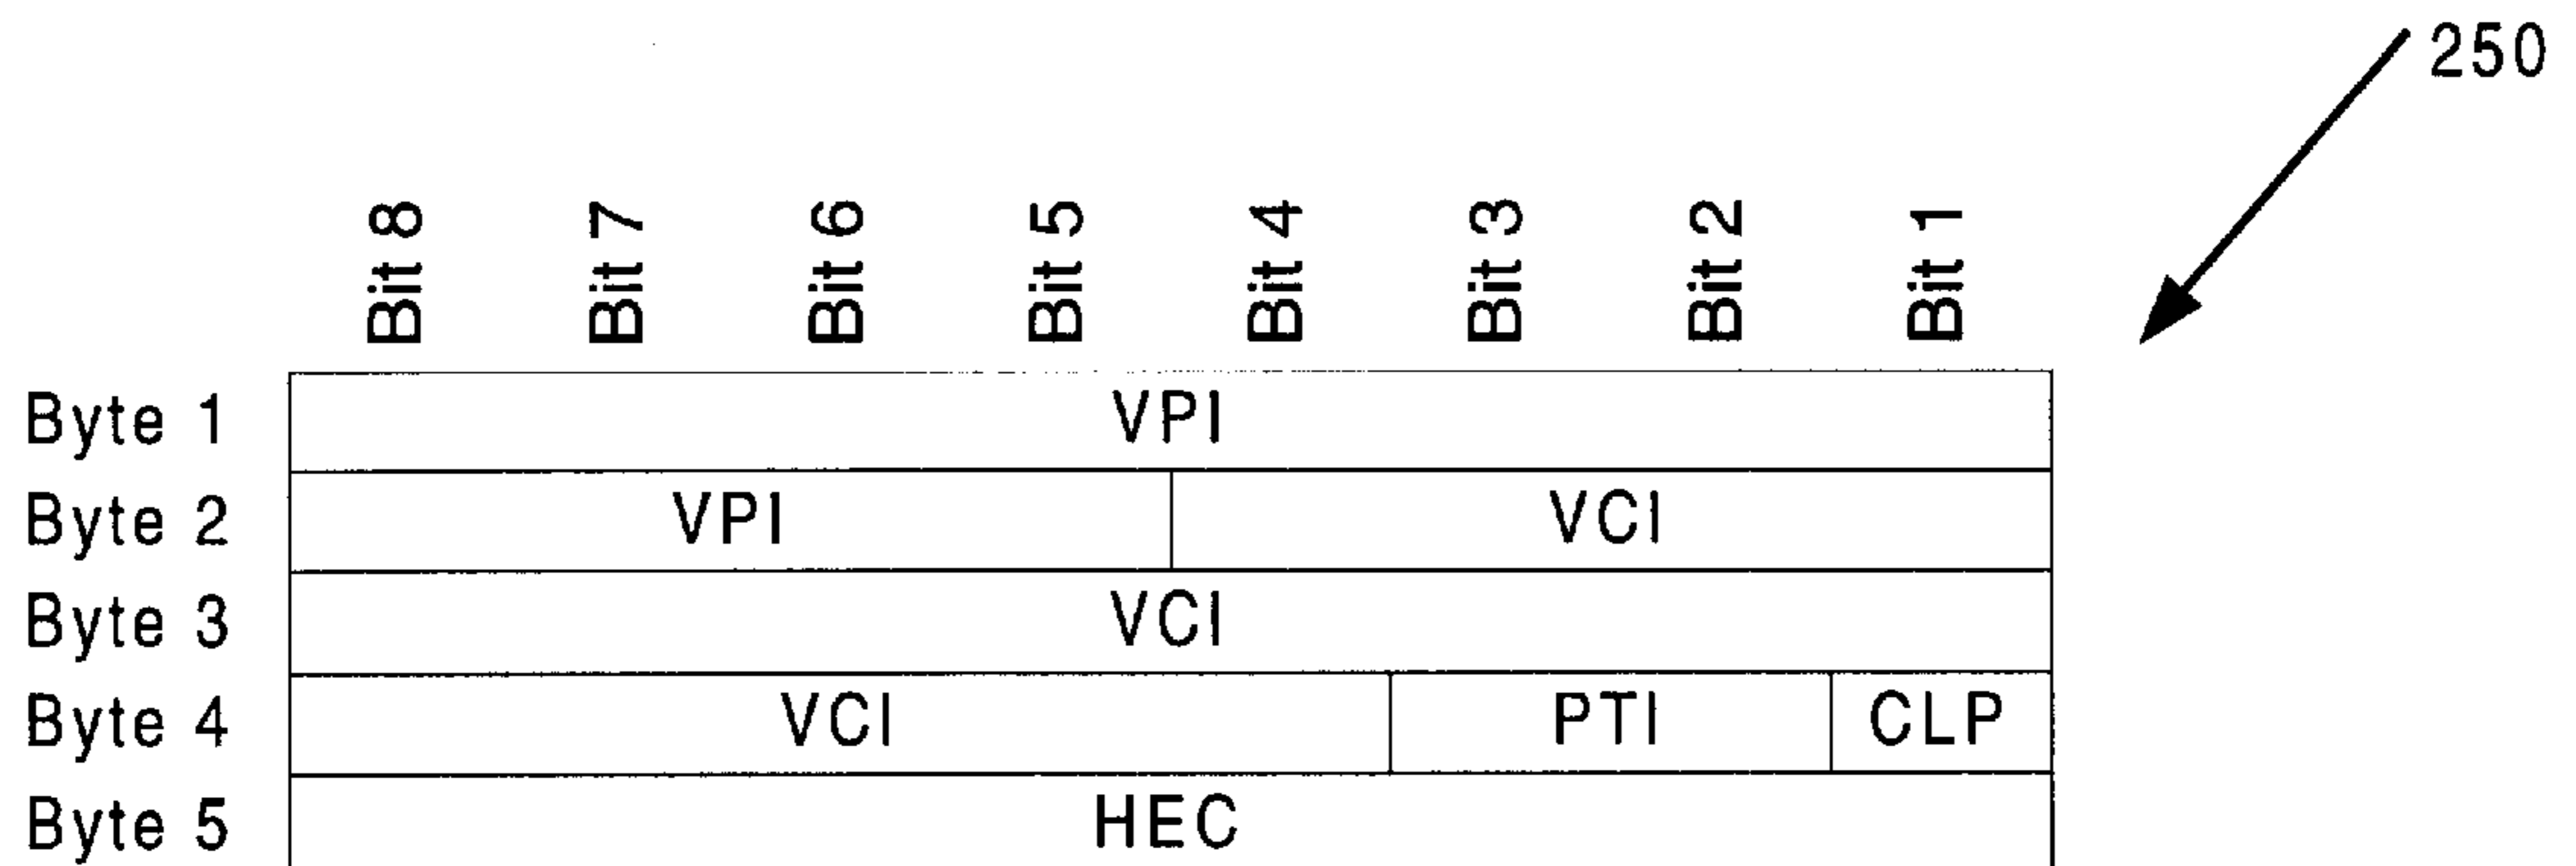 250
Bit 8 Bit 7 Bit 6 Bit 5 Bit 4 Bit 3 Bit 2 Bit 1
Byte 1 VPI
Byte 2 VPI VCI
Byte 3 VCI
Byte 4 VCI PTI CLP
Byte 5 HEC